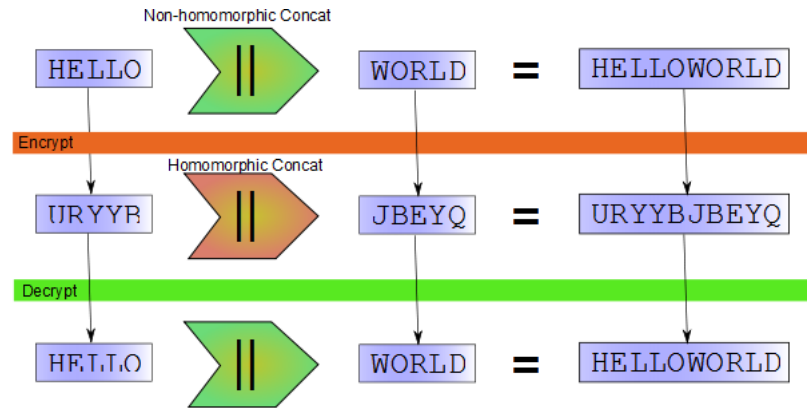 Non-homomorphic Concat
HELLO || WORLD = HELLOWORLD
Encrypt
Homomorphic Concat
URYYB || JBEYQ = URYYBJBEYQ
Decrypt
HELLO || WORLD = HELLOWORLD